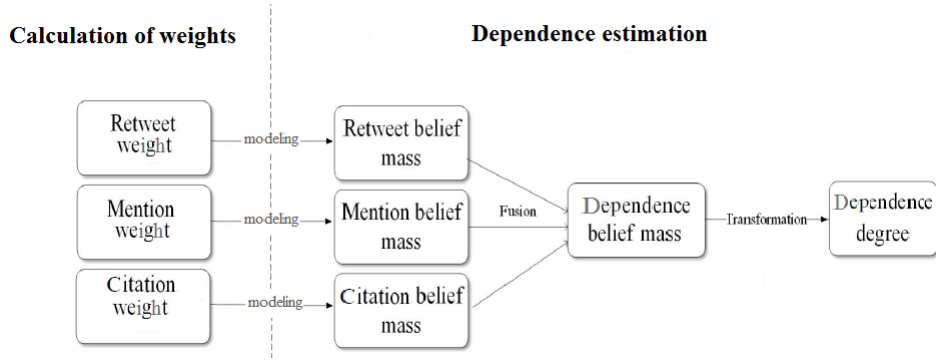 Calculation of weights
Dependence estimation
Retweet
weight
modeling
Retweet belief
mass
Mention
weight
modeling
Mention belief
mass
Citation
weight
modeling
Citation belief
mass
Fusion
Dependence
belief mass
Transformation
Dependence
degree